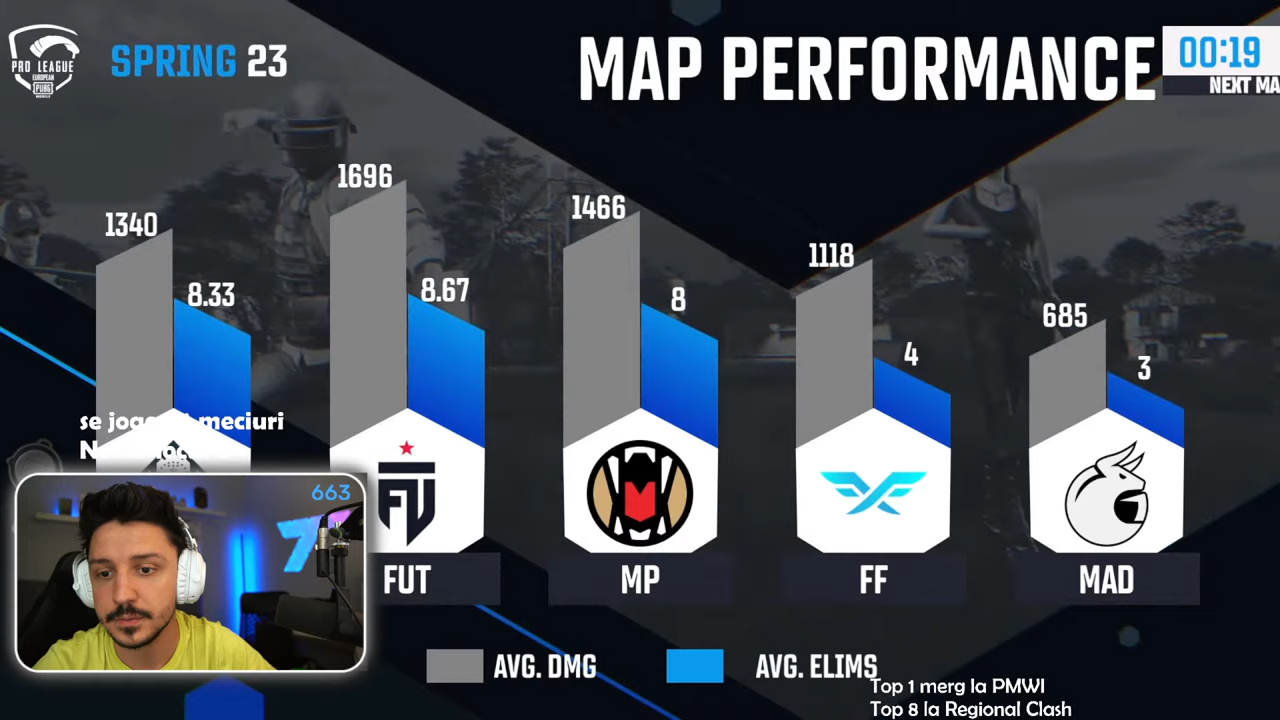 PRO LEAGUE
EUROPEAN
PUBG
MOBILE
SPRING 23
MAP PERFORMANCE
00:19
NEXT MA
1340
8.33
1696
8.67
1466
8
1118
4
685
3
se meciuri
663
FUT
MP
FF
MAD
AVG. DMG
AVG. ELIMS
Top 1 merg la PMWI
Top 8 la Regional Clash